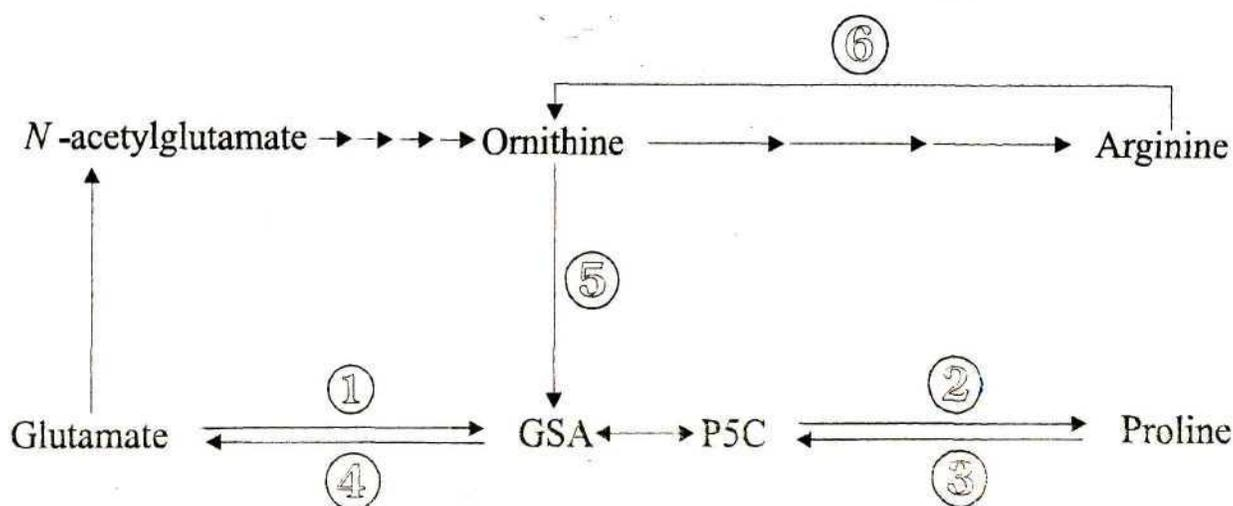 ⑥
N-acetylglutamate Ornithine Arginine
⑤
① ②
Glutamate GSA P5C Proline
④ ③